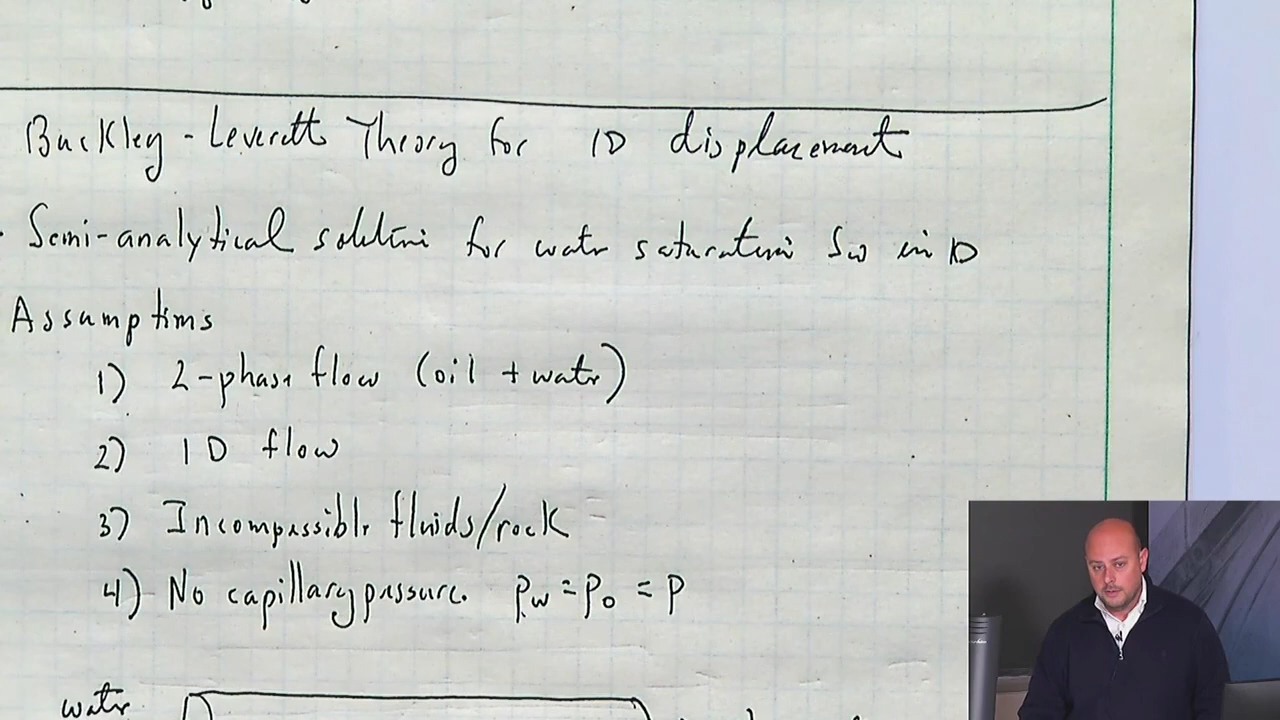 Buckley-Leverett Theory for 1D displacement
Semi-analytical solution for water saturation Sw in 1D
Assumptions
1) 2-phase flow (oil + water)
2) 1D flow
3) Incompressible fluids/rock
4) No capillary pressure. pw = po = p
water